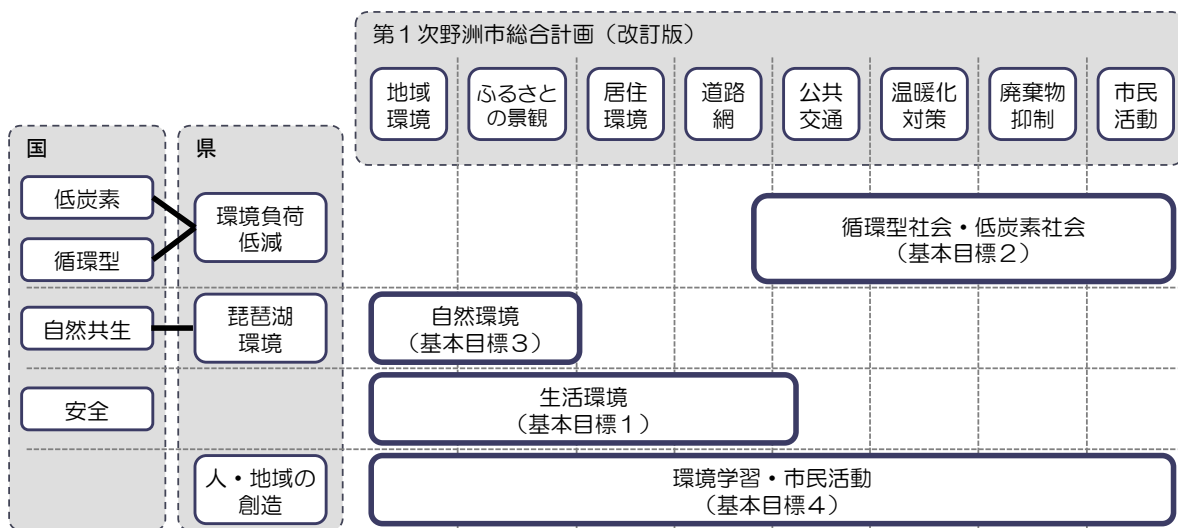 第1次野洲市総合計画（改訂版）
地域
環境
ふるさと
の景観
居住
環境
道路
網
公共
交通
温暖化
対策
廃棄物
抑制
市民
活動
国
県
低炭素
循環型
環境負荷
低減
循環型社会・低炭素社会
（基本目標２）
自然共生
琵琶湖
環境
自然環境
（基本目標３）
安全
生活環境
（基本目標１）
人・地域の
創造
環境学習・市民活動
（基本目標４）